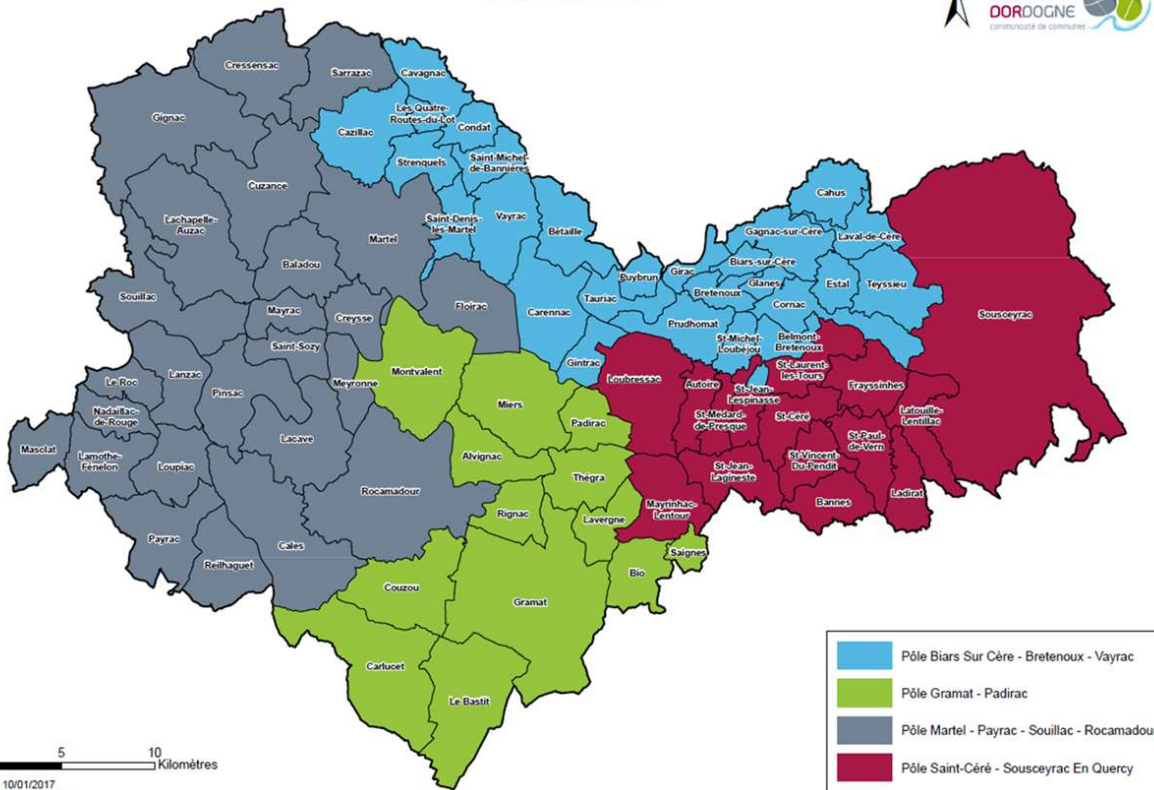 DORDOGNE
communauté de communes
Cressensac
Sarrazac
Cavagnac
Gignac
Les Quatre-
Routes-du-Lot
Condat
Cazillac
Strenquels
Saint-Michel-
de-Bannières
Cuzance
Cahus
Lachapelle-
Auzac
Martel
Saint-Denis-
lès-Martel
Vayrac
Bétaille
Gagnac-sur-Cère
Laval-de-Cère
Baladou
Biars-sur-Cère
Puybrun
Girac
Glanes
Estal
Teyssieu
Souillac
Mayrac
Creysse
Floirac
Carennac
Tauriac
Bretenoux
Cornac
Sousceyrac
Prudhomat
St-Michel-
Loubéjou
Belmont-
Bretenoux
Saint-Sozy
Gintrac
St-Laurent-
les-Tours
Lanzac
Le Roc
Pinsac
Meyronne
Montvalent
Loubressac
Autoire
St-Jean-
Lespinasse
Frayssinhes
Miers
Nadaillac-
de-Rouge
Padirac
St-Médard-
de-Presque
St-Céré
Latouille-
Lentillac
Masclat
Lamothe-
Fénelon
Loupiac
Lacave
Alvignac
St-Paul-
de-Vern
St-Vincent-
Du-Pendit
Rocamadour
Thégra
St-Jean-
Lagineste
Ladirat
Mayrinhac-
Lentour
Bannes
Rignac
Lavergne
Payrac
Reilhaguet
Cales
Saignes
Couzou
Bio
Gramat
Carlucet
Le Bastit
Pôle Biars Sur Cère - Bretenoux - Vayrac
Pôle Gramat - Padirac
Pôle Martel - Payrac - Souillac - Rocamadour
Pôle Saint-Céré - Sousceyrac En Quercy
5 10
Kilomètres
10/01/2017